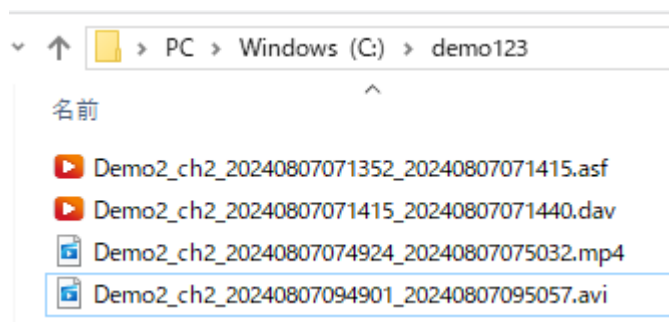 PC > Windows (C:) > demo123
名前
Demo2_ch2_20240807071352_20240807071415.asf
Demo2_ch2_20240807071415_20240807071440.dav
Demo2_ch2_20240807074924_20240807075032.mp4
Demo2_ch2_20240807094901_20240807095057.avi